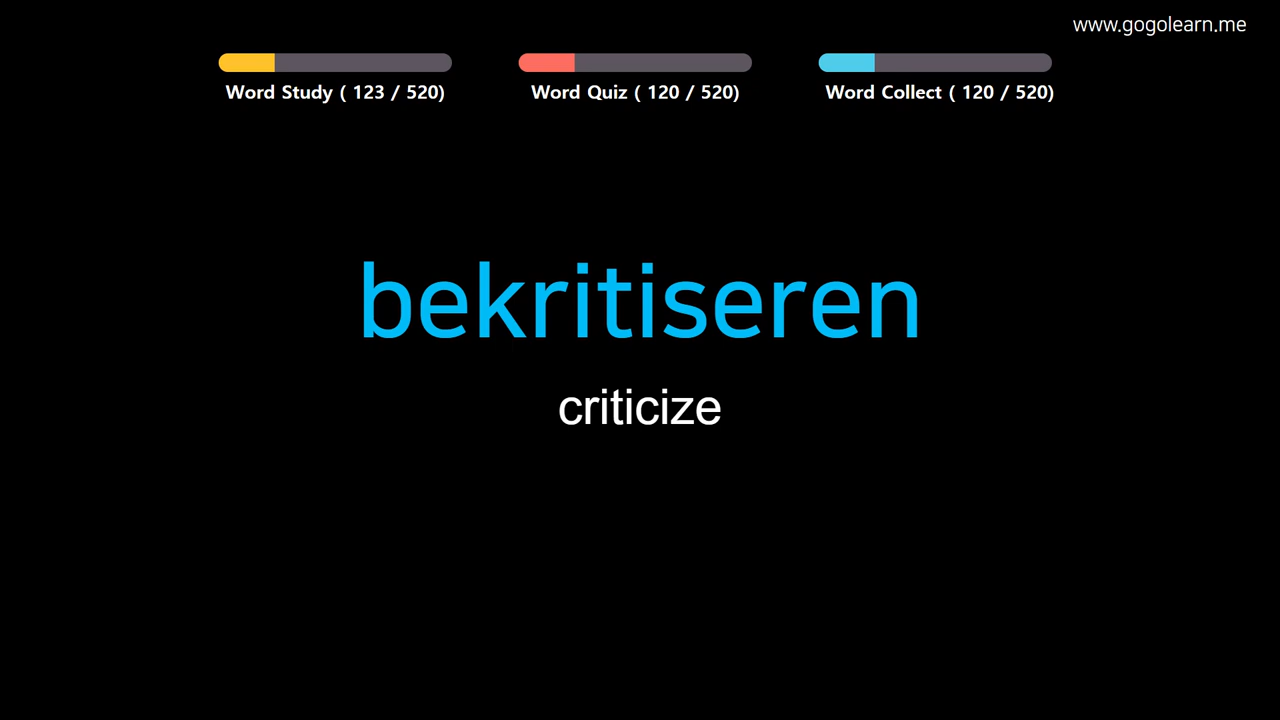 www.gogolearn.me
Word Study ( 123 / 520)
Word Quiz ( 120 / 520)
Word Collect ( 120 / 520)
bekritiseren
criticize